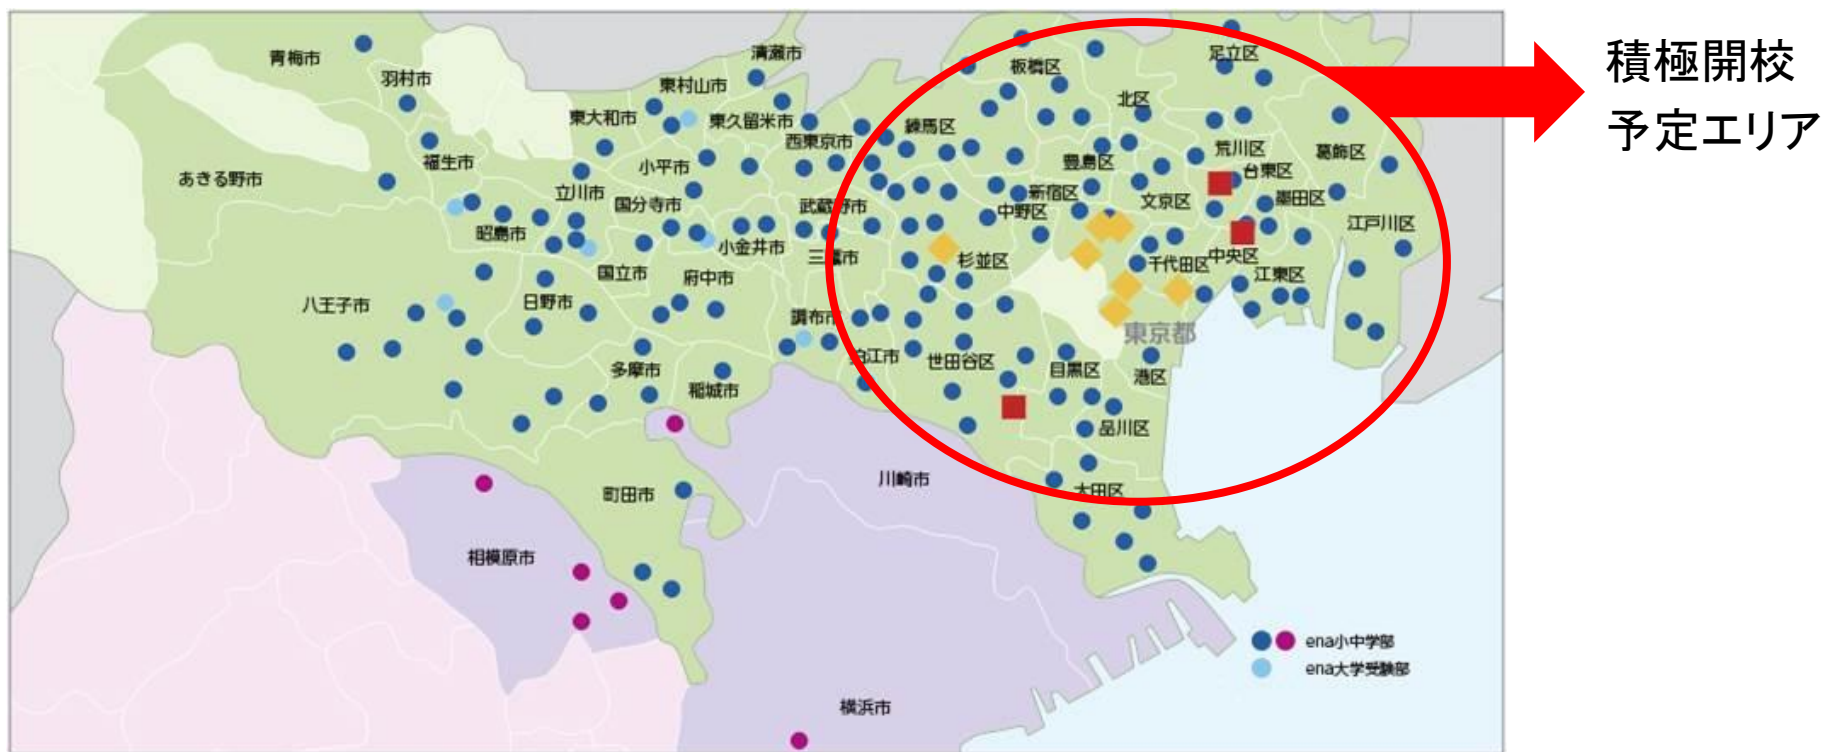 積極開校
予定エリア
青梅市
羽村市
清瀬市
東村山市
東大和市
東久留米市
西東京市
板橋区
足立区
北区
練馬区
福生市
あきる野市
小平市
立川市
国分寺市
武蔵野市
昭島市
小金井市
三鷹市
国立市
府中市
八王子市
日野市
調布市
狛江市
多摩市
稲城市
豊島区
荒川区
葛飾区
台東区
新宿区
文京区
墨田区
中野区
江戸川区
杉並区
千代田区
中央区
江東区
東京都
世田谷区
目黒区
港区
品川区
大田区
川崎市
町田市
相模原市
横浜市
ena小中学部
ena大学受験部